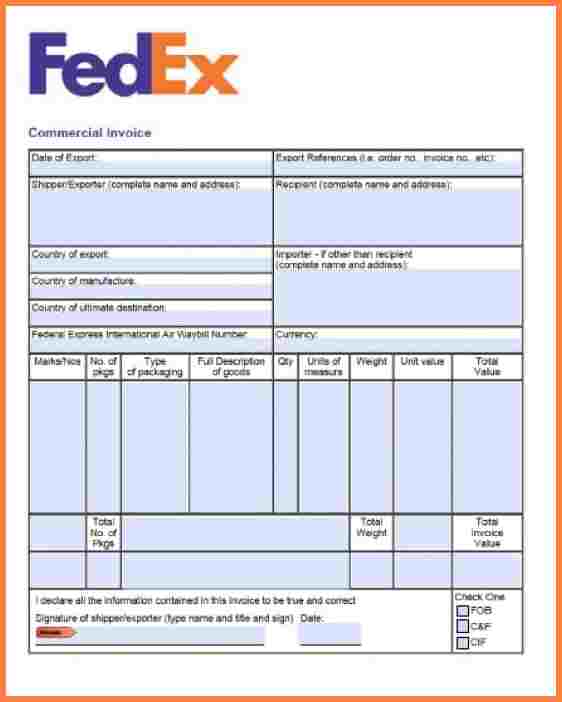 FedEx
Commercial Invoice
Date of Export:
Export References (i.e. order no., invoice no., etc):
Shipper/Exporter (complete name and address):
Recipient (complete name and address):
Country of export:
Importer - if other than recipient
(complete name and address):
Country of manufacture:
Country of ultimate destination:
Federal Express International Air Waybill Number
Currency:
Marks/Nos
No. of
pkgs
Type
of packaging
Full Description
of goods
Qty
Units of
measure
Weight
Unit value
Total
Value
Total
No. of
Pkgs
Total
Weight
Total
Invoice
Value
I declare all the information contained in this invoice to be true and correct
Signature of shipper/exporter (type name and title and sign)
Date:
Check One
FOB
C&F
CIF